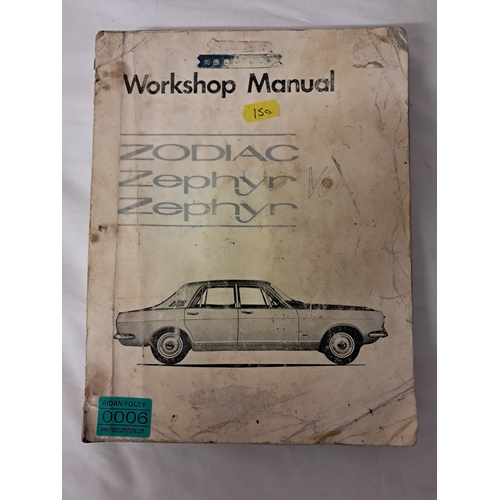 Workshop Manual
150
ZODIAC
Zephyr V6
Zephyr
AIDAN FOLEY
0006